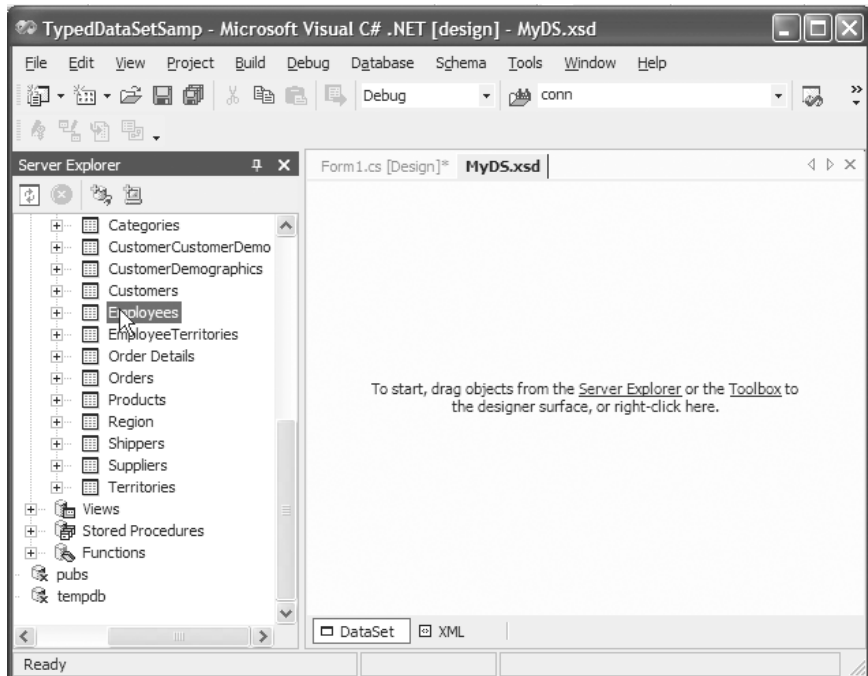 TypedDataSetSamp - Microsoft Visual C# .NET [design] - MyDS.xsd
File Edit View Project Build Debug Database Schema Tools Window Help
Debug conn
Server Explorer
Form1.cs [Design]* MyDS.xsd
Categories
CustomerCustomerDemo
CustomerDemographics
Customers
Employees
EmployeeTerritories
Order Details
Orders
Products
Region
Shippers
Suppliers
Territories
Views
Stored Procedures
Functions
pubs
tempdb
To start, drag objects from the Server Explorer or the Toolbox to
the designer surface, or right-click here.
DataSet XML
Ready